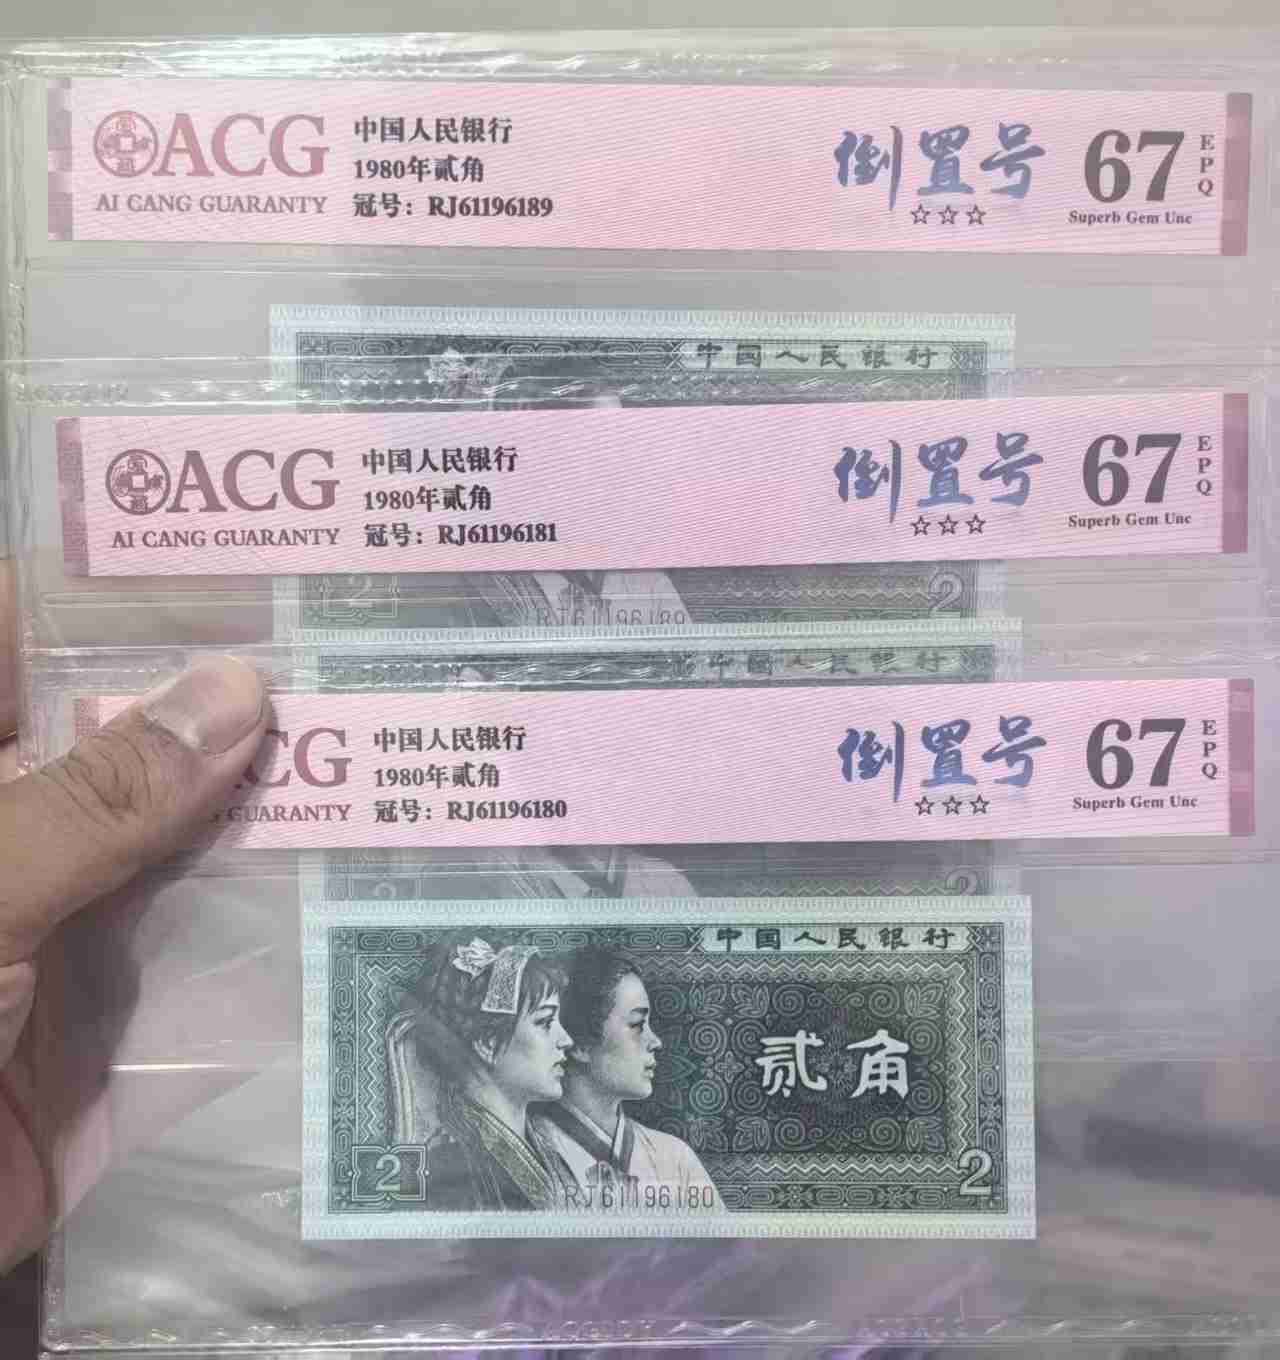 ACG
AI CANG GUARANTY
中国人民银行
1980年贰角
冠号：RJ61196189
倒置号
☆☆☆
67
EPQ
Superb Gem Unc
中国人民银行
ACG
AI CANG GUARANTY
中国人民银行
1980年贰角
冠号：RJ61196181
倒置号
☆☆☆
67
EPQ
Superb Gem Unc
2
RJ61196189
2
中国人民银行
CG
GUARANTY
中国人民银行
1980年贰角
冠号：RJ61196180
倒置号
☆☆☆
67
EPQ
Superb Gem Unc
2
2
中国人民银行
贰角
2
RJ61196180
2